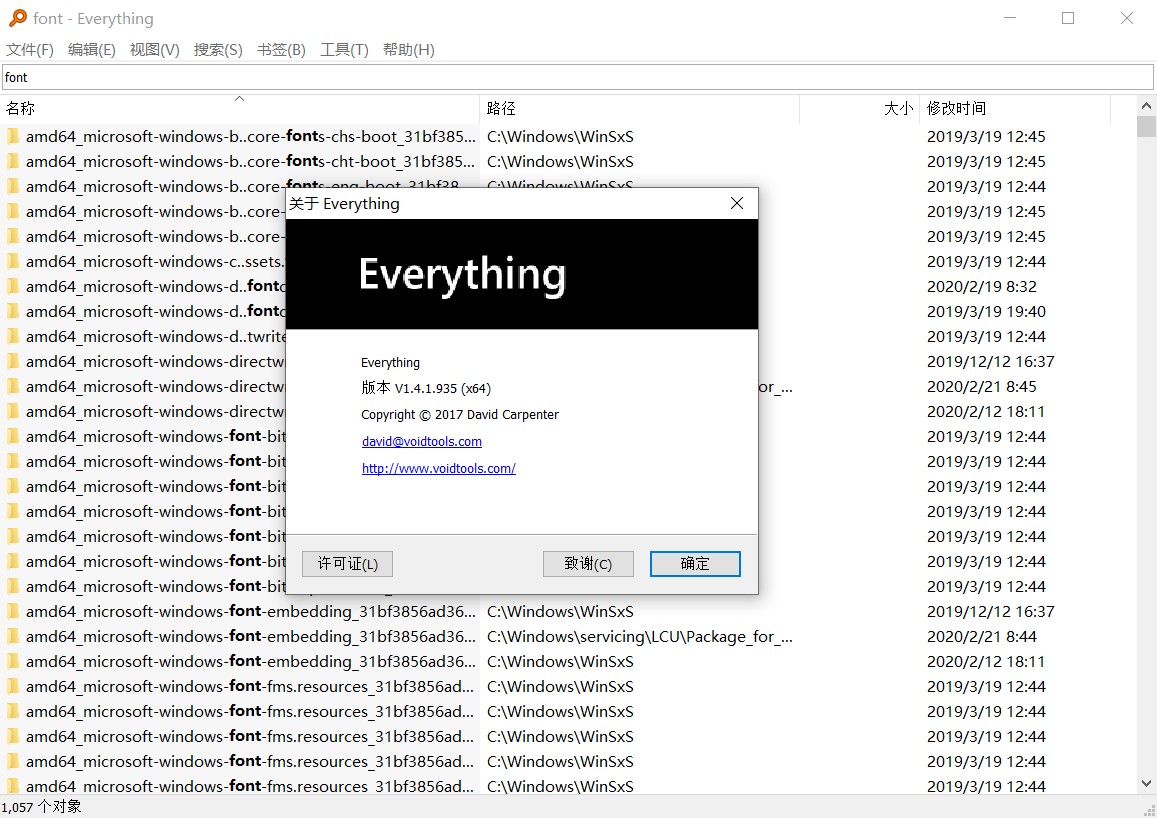 font - Everything
文件(F) 编辑(E) 视图(V) 搜索(S) 书签(B) 工具(T) 帮助(H)
font
名称 路径 大小 修改时间
amd64_microsoft-windows-b..core-fonts-chs-boot_31bf385... C:\Windows\WinSxS 2019/3/19 12:45
amd64_microsoft-windows-b..core-fonts-cht-boot_31bf385... C:\Windows\WinSxS 2019/3/19 12:45
amd64_microsoft-windows-b..core-fonts-eng-boot_31bf38... C:\Windows\WinSxS 2019/3/19 12:44
amd64_microsoft-windows-b..core- 2019/3/19 12:45
amd64_microsoft-windows-b..core- 2019/3/19 12:45
amd64_microsoft-windows-c..ssets. 2019/3/19 12:44
amd64_microsoft-windows-d..fontc 2020/2/19 8:32
amd64_microsoft-windows-d..fontc 2019/3/19 19:40
amd64_microsoft-windows-d..twrite 2019/3/19 12:44
amd64_microsoft-windows-directw 2019/12/12 16:37
amd64_microsoft-windows-directw or_... 2020/2/21 8:45
amd64_microsoft-windows-directw 2020/2/12 18:11
amd64_microsoft-windows-font-bit 2019/3/19 12:44
amd64_microsoft-windows-font-bit 2019/3/19 12:44
amd64_microsoft-windows-font-bit 2019/3/19 12:44
amd64_microsoft-windows-font-bit 2019/3/19 12:44
amd64_microsoft-windows-font-bit 2019/3/19 12:44
amd64_microsoft-windows-font-bit 2019/3/19 12:44
amd64_microsoft-windows-font-bit 2019/3/19 12:44
amd64_microsoft-windows-font-embedding_31bf3856ad36... C:\Windows\WinSxS 2019/12/12 16:37
amd64_microsoft-windows-font-embedding_31bf3856ad36... C:\Windows\servicing\LCU\Package_for_... 2020/2/21 8:44
amd64_microsoft-windows-font-embedding_31bf3856ad36... C:\Windows\WinSxS 2020/2/12 18:11
amd64_microsoft-windows-font-fms.resources_31bf3856ad... C:\Windows\WinSxS 2019/3/19 12:44
amd64_microsoft-windows-font-fms.resources_31bf3856ad... C:\Windows\WinSxS 2019/3/19 12:44
amd64_microsoft-windows-font-fms.resources_31bf3856ad... C:\Windows\WinSxS 2019/3/19 12:44
amd64_microsoft-windows-font-fms.resources_31bf3856ad... C:\Windows\WinSxS 2019/3/19 12:44
amd64_microsoft-windows-font-fms.resources_31bf3856ad... C:\Windows\WinSxS 2019/3/19 12:44
1,057 个对象
关于 Everything
Everything
Everything
版本 V1.4.1.935 (x64)
Copyright © 2017 David Carpenter
david@voidtools.com
http://www.voidtools.com/
许可证(L) 致谢(C) 确定